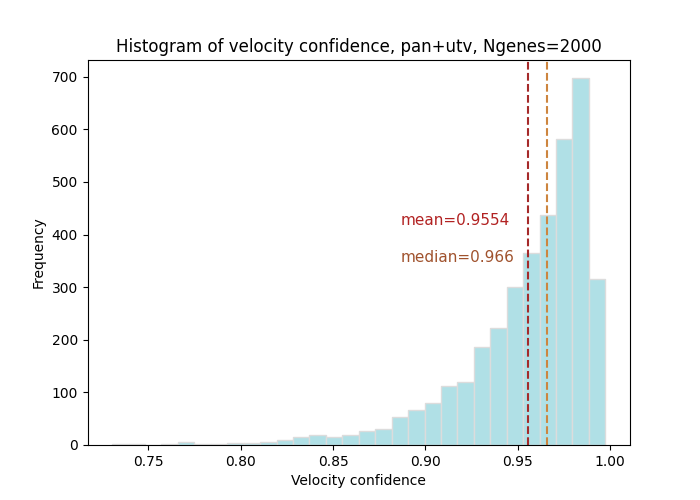 Histogram of velocity confidence, pan+utv, Ngenes=2000
700
600
500
400
300
200
100
0
Frequency
mean=0.9554
median=0.966
0.75
0.80
0.85
0.90
0.95
1.00
Velocity confidence